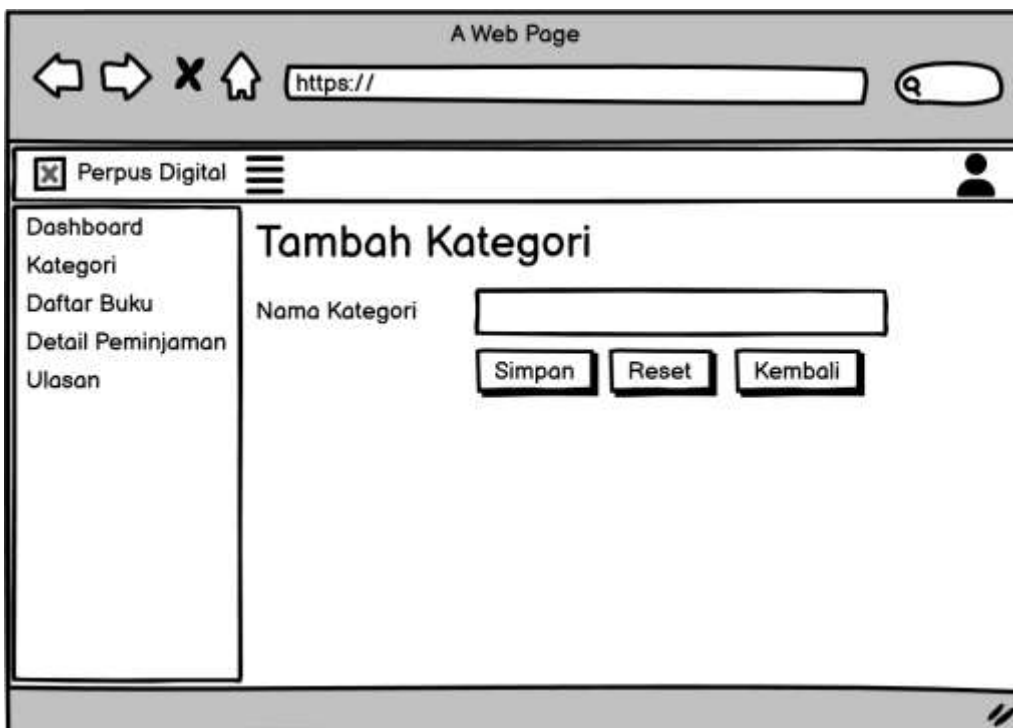 A Web Page
https://
Perpus Digital
Dashboard
Kategori
Daftar Buku
Detail Peminjaman
Ulasan
Tambah Kategori
Nama Kategori
Simpan Reset Kembali